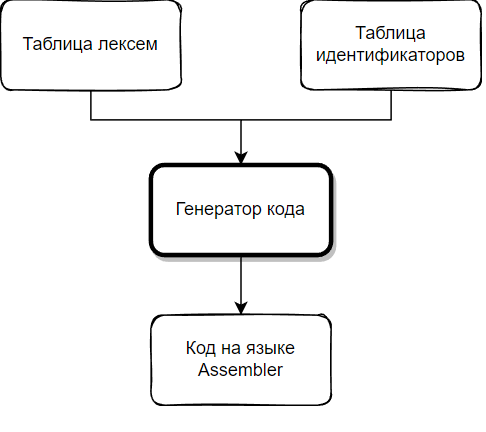 Таблица лексем
Таблица
идентификаторов
Генератор кода
Код на языке
Assembler